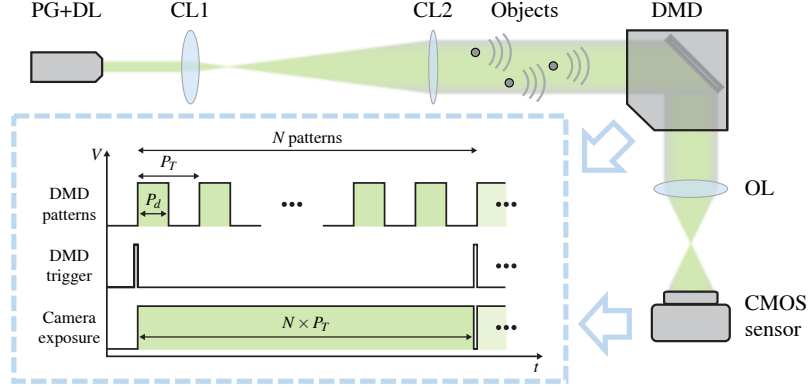 PG+DL
CL1
CL2
Objects
DMD
N patterns
V
P_T
DMD
patterns
P_d
•••
•••
DMD
trigger
•••
Camera
exposure
N × P_T
•••
t
OL
CMOS
sensor